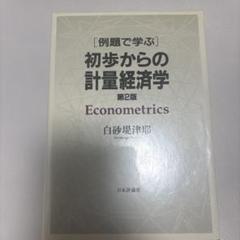 [例題で学ぶ]
初歩からの
計量経済学
第2版
Econometrics
白砂堤津耶
日本評論社